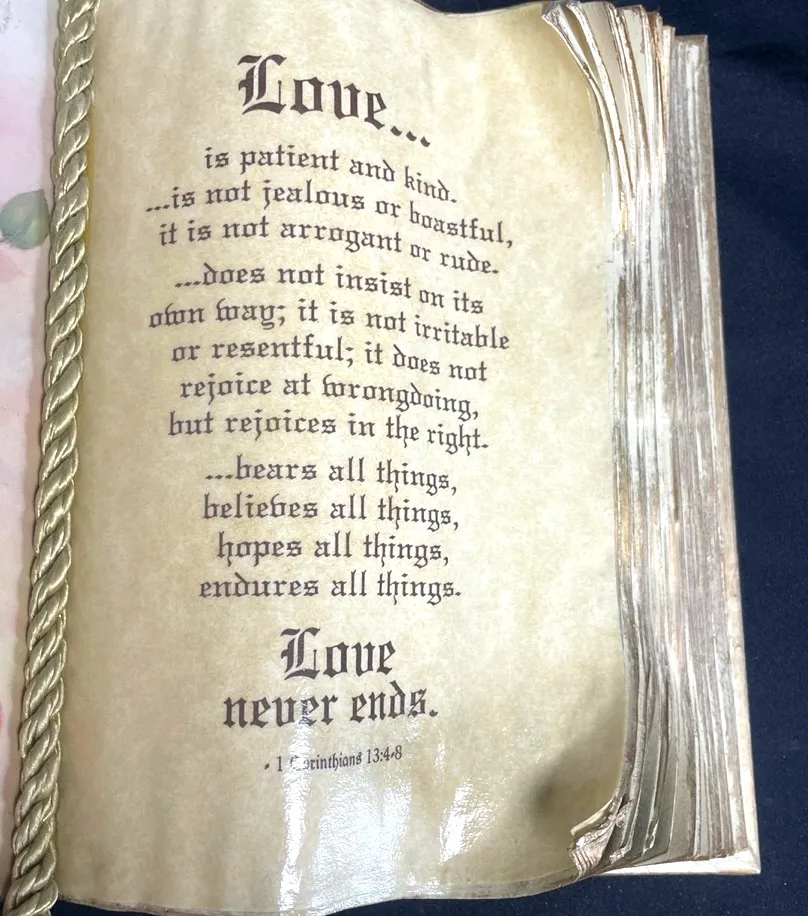 Love...
is patient and kind.
...is not jealous or boastful,
it is not arrogant or rude.
...does not insist on its
own way; it is not irritable
or resentful; it does not
rejoice at wrongdoing,
but rejoices in the right.
...bears all things,
believes all things,
hopes all things,
endures all things.
Love
never ends.
- 1 Corinthians 13:4-8